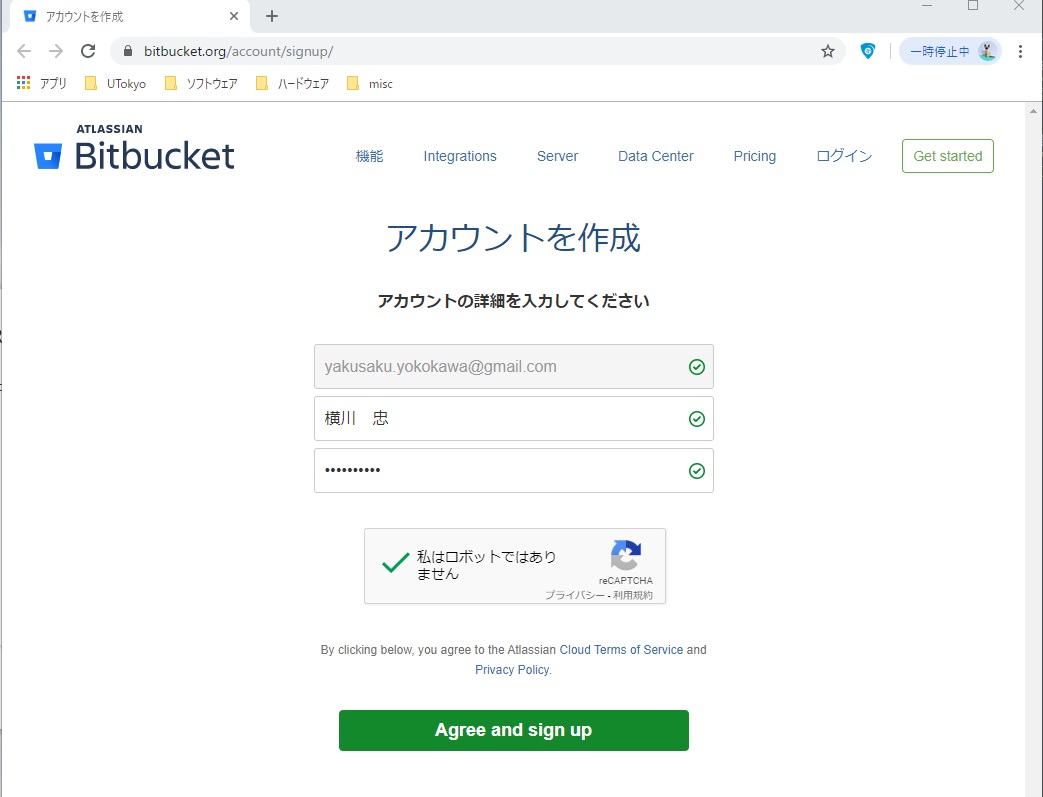 アカウントを作成
bitbucket.org/account/signup/
一時停止中
アプリ UTokyo ソフトウェア ハードウェア misc
ATLASSIAN
Bitbucket
機能 Integrations Server Data Center Pricing ログイン Get started
アカウントを作成
アカウントの詳細を入力してください
yakusaku.yokokawa@gmail.com
横川　忠
••••••••••
私はロボットではあり
ません
reCAPTCHA
プライバシー - 利用規約
By clicking below, you agree to the Atlassian Cloud Terms of Service and
Privacy Policy.
Agree and sign up